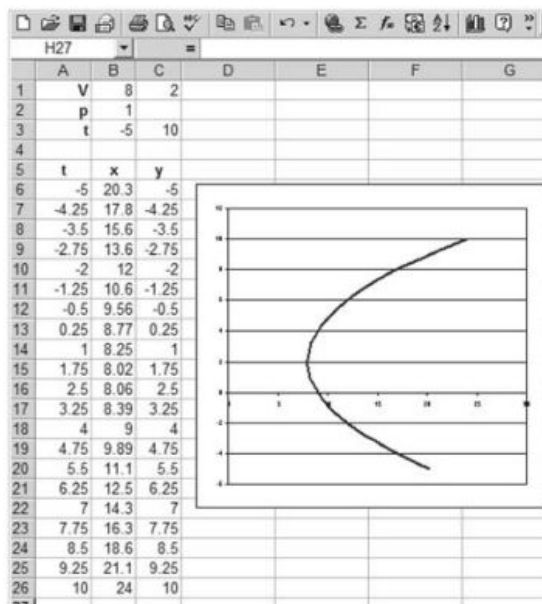 H27 =
A B C D E F G
1 V 8 2
2 p 1
3 t -5 10
4
5 t x y
6 -5 20.3 -5
7 -4.25 17.8 -4.25
8 -3.5 15.6 -3.5
9 -2.75 13.6 -2.75
10 -2 12 -2
11 -1.25 10.6 -1.25
12 -0.5 9.56 -0.5
13 0.25 8.77 0.25
14 1 8.25 1
15 1.75 8.02 1.75
16 2.5 8.06 2.5
17 3.25 8.39 3.25
18 4 9 4
19 4.75 9.89 4.75
20 5.5 11.1 5.5
21 6.25 12.5 6.25
22 7 14.3 7
23 7.75 16.3 7.75
24 8.5 18.6 8.5
25 9.25 21.1 9.25
26 10 24 10